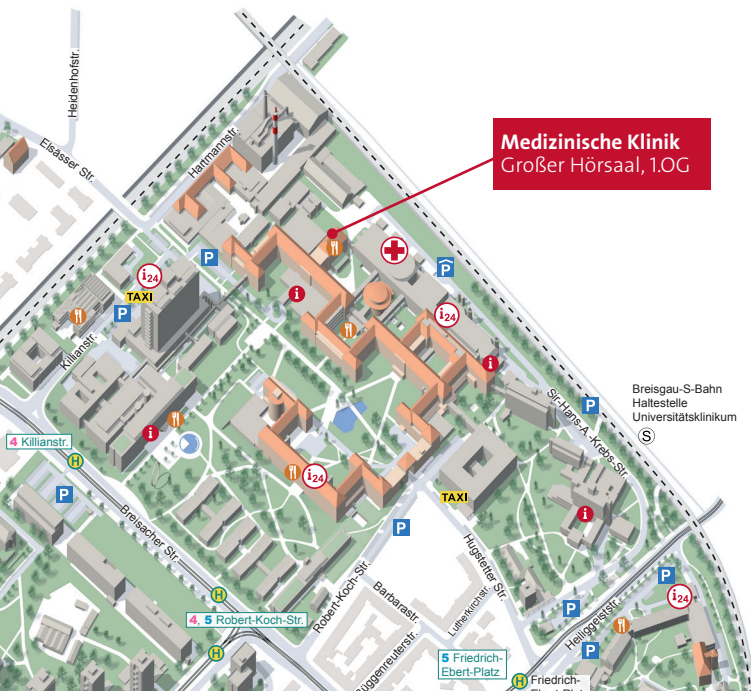 Heidenhofstr.
Elsässer Str.
Hartmannstr.
Medizinische Klinik
Großer Hörsaal, 1.OG
P
P
i24
TAXI
P
i
i24
Killianstr.
i
Breisgau-S-Bahn
Haltestelle
Universitätsklinikum
S
P
Sir-Hans-A.-Krebs-Str.
4 Killianstr.
H
i
P
i24
TAXI
i
Breisacher Str.
P
Hugstetter Str.
Robert-Koch-Str.
Barbarastr.
Lutherkirchstr.
H
4, 5 Robert-Koch-Str.
H
P
i24
P
Heiliggeiststr.
P
5 Friedrich-
Ebert-Platz
H Friedrich-